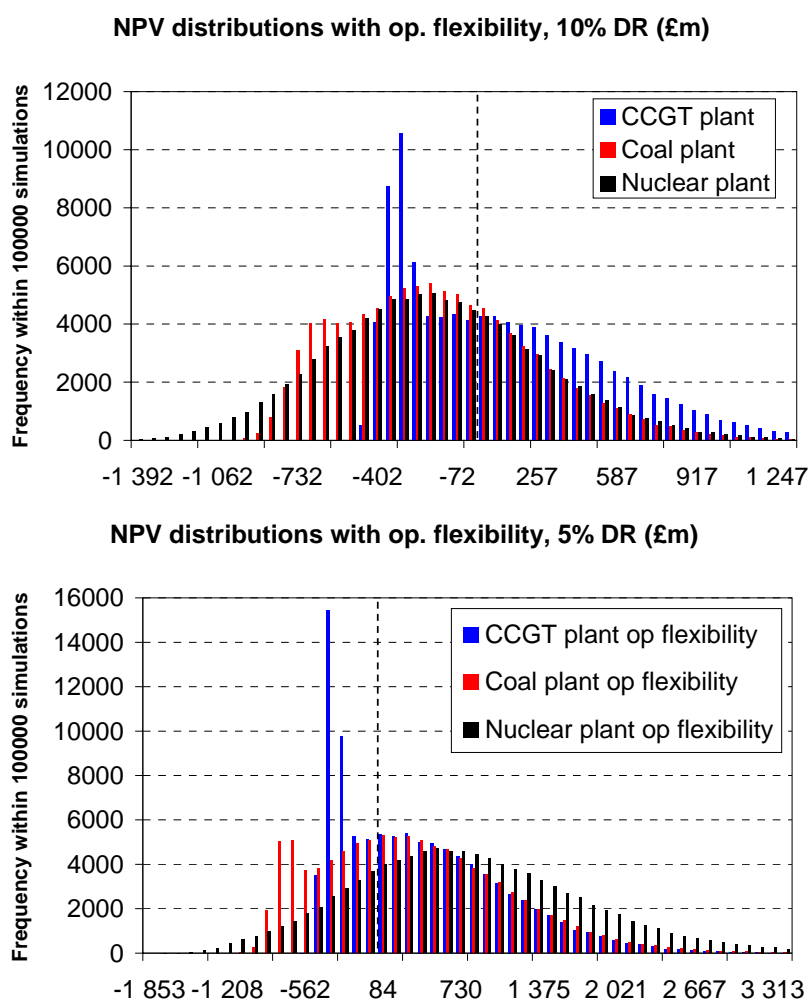 NPV distributions with op. flexibility, 10% DR (£m)
Frequency within 100000 simulations
12000
10000
8000
6000
4000
2000
0
CCGT plant
Coal plant
Nuclear plant
-1 392 -1 062 -732 -402 -72 257 587 917 1 247
NPV distributions with op. flexibility, 5% DR (£m)
Frequency within 100000 simulations
16000
14000
12000
10000
8000
6000
4000
2000
0
CCGT plant op flexibility
Coal plant op flexibility
Nuclear plant op flexibility
-1 853 -1 208 -562 84 730 1 375 2 021 2 667 3 313